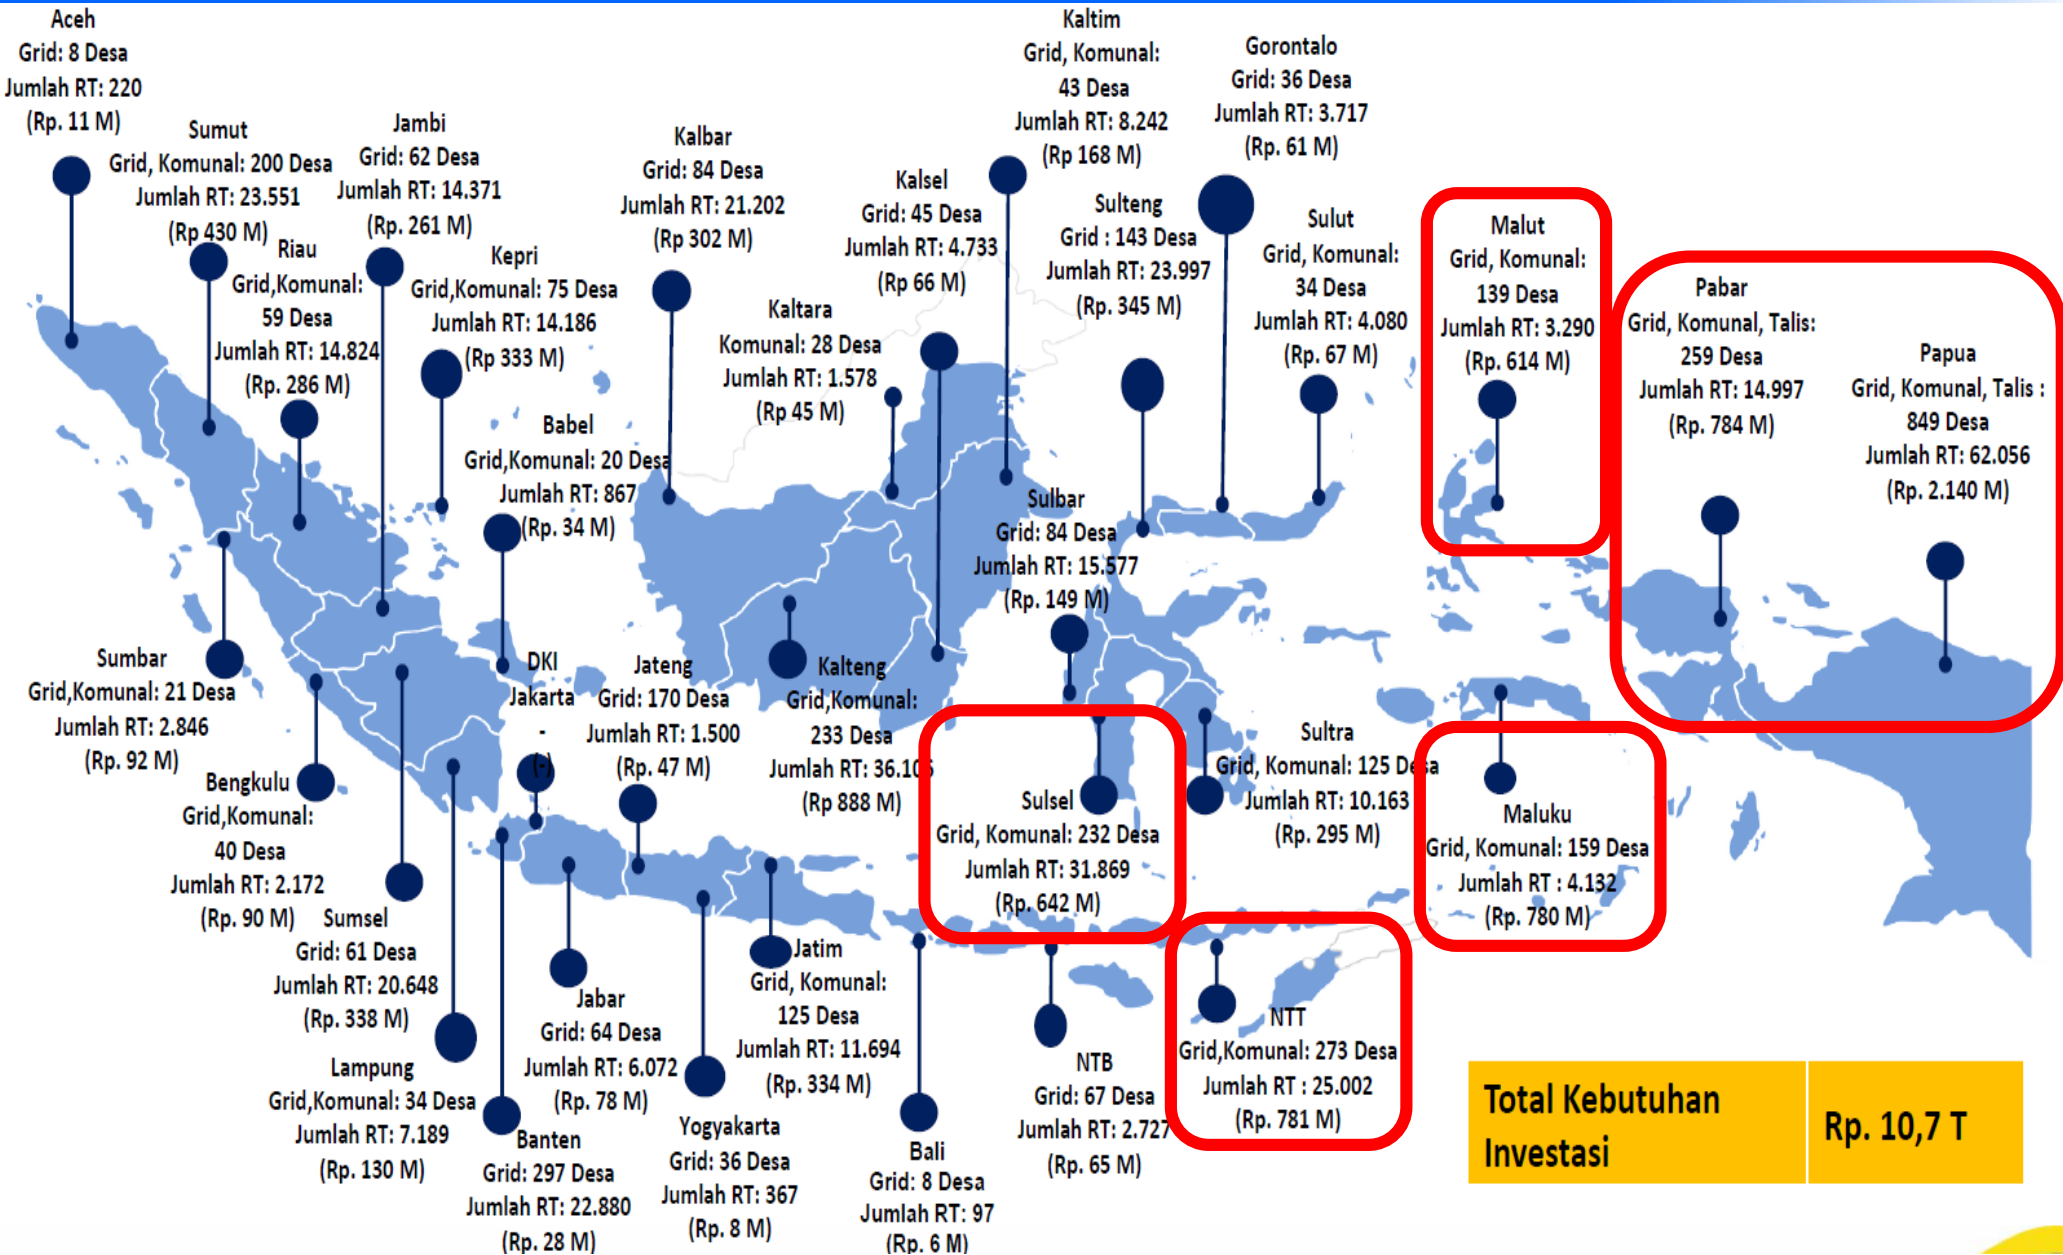 Aceh
Grid: 8 Desa
Jumlah RT: 220
(Rp. 11 M)
Sumut
Grid, Komunal: 200 Desa
Jumlah RT: 23.551
(Rp 430 M)
Riau
Grid,Komunal:
59 Desa
Jumlah RT: 14.824
(Rp. 286 M)
Jambi
Grid: 62 Desa
Jumlah RT: 14.371
(Rp. 261 M)
Kepri
Grid,Komunal: 75 Desa
Jumlah RT: 14.186
(Rp 333 M)
Babel
Grid,Komunal: 20 Desa
Jumlah RT: 867
(Rp. 34 M)
Kalbar
Grid: 84 Desa
Jumlah RT: 21.202
(Rp 302 M)
Kaltara
Komunal: 28 Desa
Jumlah RT: 1.578
(Rp 45 M)
Kalsel
Grid: 45 Desa
Jumlah RT: 4.733
(Rp 66 M)
Kaltim
Grid, Komunal:
43 Desa
Jumlah RT: 8.242
(Rp 168 M)
Sulteng
Grid : 143 Desa
Jumlah RT: 23.997
(Rp. 345 M)
Gorontalo
Grid: 36 Desa
Jumlah RT: 3.717
(Rp. 61 M)
Sulut
Grid, Komunal:
34 Desa
Jumlah RT: 4.080
(Rp. 67 M)
Malut
Grid, Komunal:
139 Desa
Jumlah RT: 3.290
(Rp. 614 M)
Pabar
Grid, Komunal, Talis:
259 Desa
Jumlah RT: 14.997
(Rp. 784 M)
Papua
Grid, Komunal, Talis :
849 Desa
Jumlah RT: 62.056
(Rp. 2.140 M)
Sulbar
Grid: 84 Desa
Jumlah RT: 15.577
(Rp. 149 M)
Sumbar
Grid,Komunal: 21 Desa
Jumlah RT: 2.846
(Rp. 92 M)
Bengkulu
Grid,Komunal:
40 Desa
Jumlah RT: 2.172
(Rp. 90 M)
Sumsel
Grid: 61 Desa
Jumlah RT: 20.648
(Rp. 338 M)
Lampung
Grid,Komunal: 34 Desa
Jumlah RT: 7.189
(Rp. 130 M)
DKI
Jakarta
-
(-)
Banten
Grid: 297 Desa
Jumlah RT: 22.880
(Rp. 28 M)
Jabar
Grid: 64 Desa
Jumlah RT: 6.072
(Rp. 78 M)
Jateng
Grid: 170 Desa
Jumlah RT: 1.500
(Rp. 47 M)
Yogyakarta
Grid: 36 Desa
Jumlah RT: 367
(Rp. 8 M)
Kalteng
Grid,Komunal:
233 Desa
Jumlah RT: 36.106
(Rp 888 M)
Jatim
Grid, Komunal:
125 Desa
Jumlah RT: 11.694
(Rp. 334 M)
Bali
Grid: 8 Desa
Jumlah RT: 97
(Rp. 6 M)
Sulsel
Grid, Komunal: 232 Desa
Jumlah RT: 31.869
(Rp. 642 M)
NTB
Grid: 67 Desa
Jumlah RT: 2.727
(Rp. 65 M)
Sultra
Grid, Komunal: 125 Desa
Jumlah RT: 10.163
(Rp. 295 M)
NTT
Grid,Komunal: 273 Desa
Jumlah RT : 25.002
(Rp. 781 M)
Maluku
Grid, Komunal: 159 Desa
Jumlah RT : 4.132
(Rp. 780 M)
Total Kebutuhan
Investasi
Rp. 10,7 T